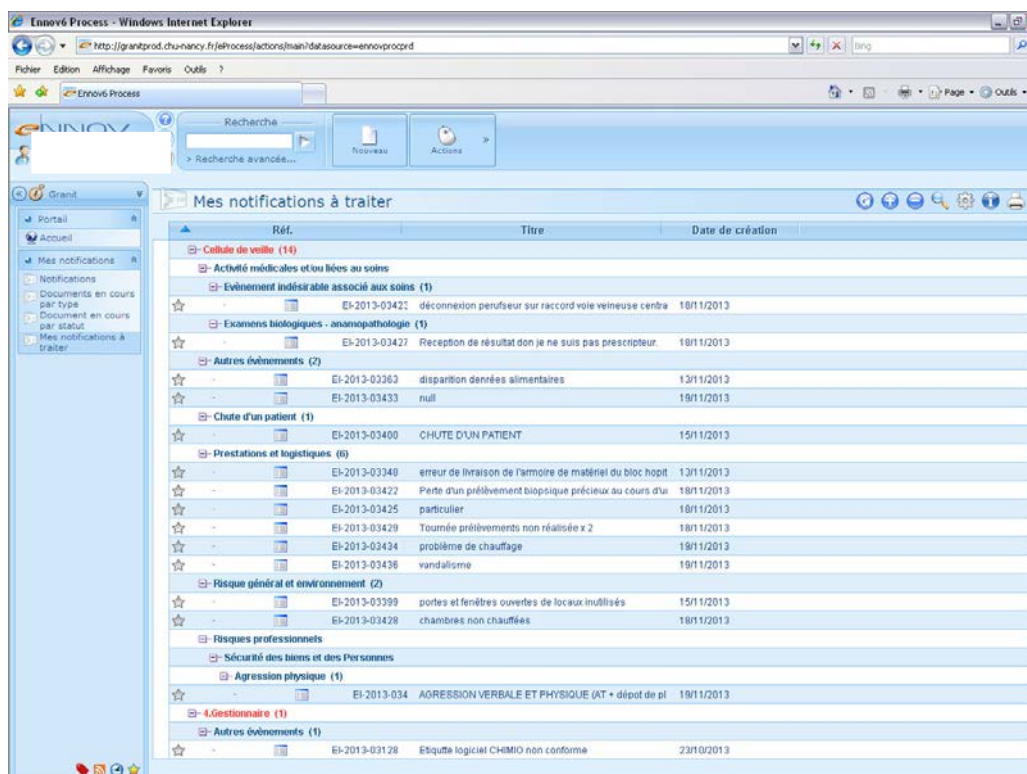 Ennov6 Process - Windows Internet Explorer
http://granitprod.chu-nancy.fr/eProcess/actions/main?datasource=ennovprocprd
Bing
Fichier Edition Affichage Favoris Outils ?
Ennov6 Process
Page Outils
Recherche
> Recherche avancée...
Nouveau
Actions
»
Granit
Portail
Accueil
Mes notifications
Notifications
Documents en cours
par type
Document en cours
par statut
Mes notifications à
traiter
Mes notifications à traiter
Réf. Titre Date de création
Cellule de veille (14)
Activité médicales et/ou liées au soins
Evènement indésirable associé aux soins (1)
EI-2013-03423 déconnexion perufseur sur raccord voie veineuse centra 18/11/2013
Examens biologiques - anamopathologie (1)
EI-2013-03427 Reception de résultat don je ne suis pas prescripteur. 18/11/2013
Autres évènements (2)
EI-2013-03363 disparition denrées alimentaires 13/11/2013
EI-2013-03433 null 19/11/2013
Chute d'un patient (1)
EI-2013-03400 CHUTE D'UN PATIENT 15/11/2013
Prestations et logistiques (6)
EI-2013-03348 erreur de livraison de l'armoire de matériel du bloc hopit 13/11/2013
EI-2013-03422 Perte d'un prélèvement biopsique précieux au cours d'u 18/11/2013
EI-2013-03425 particulier 18/11/2013
EI-2013-03429 Tournée prélèvements non réalisée x 2 18/11/2013
EI-2013-03434 problème de chauffage 19/11/2013
EI-2013-03436 vandalisme 19/11/2013
Risque général et environnement (2)
EI-2013-03399 portes et fenêtres ouvertes de locaux inutilisés 15/11/2013
EI-2013-03428 chambres non chauffées 18/11/2013
Risques professionnels
Sécurité des biens et des Personnes
Agression physique (1)
EI-2013-034 AGRESSION VERBALE ET PHYSIQUE (AT + dépot de pl 19/11/2013
4.Gestionnaire (1)
Autres évènements (1)
EI-2013-03128 Etiqutte logiciel CHIMIO non conforme 23/10/2013